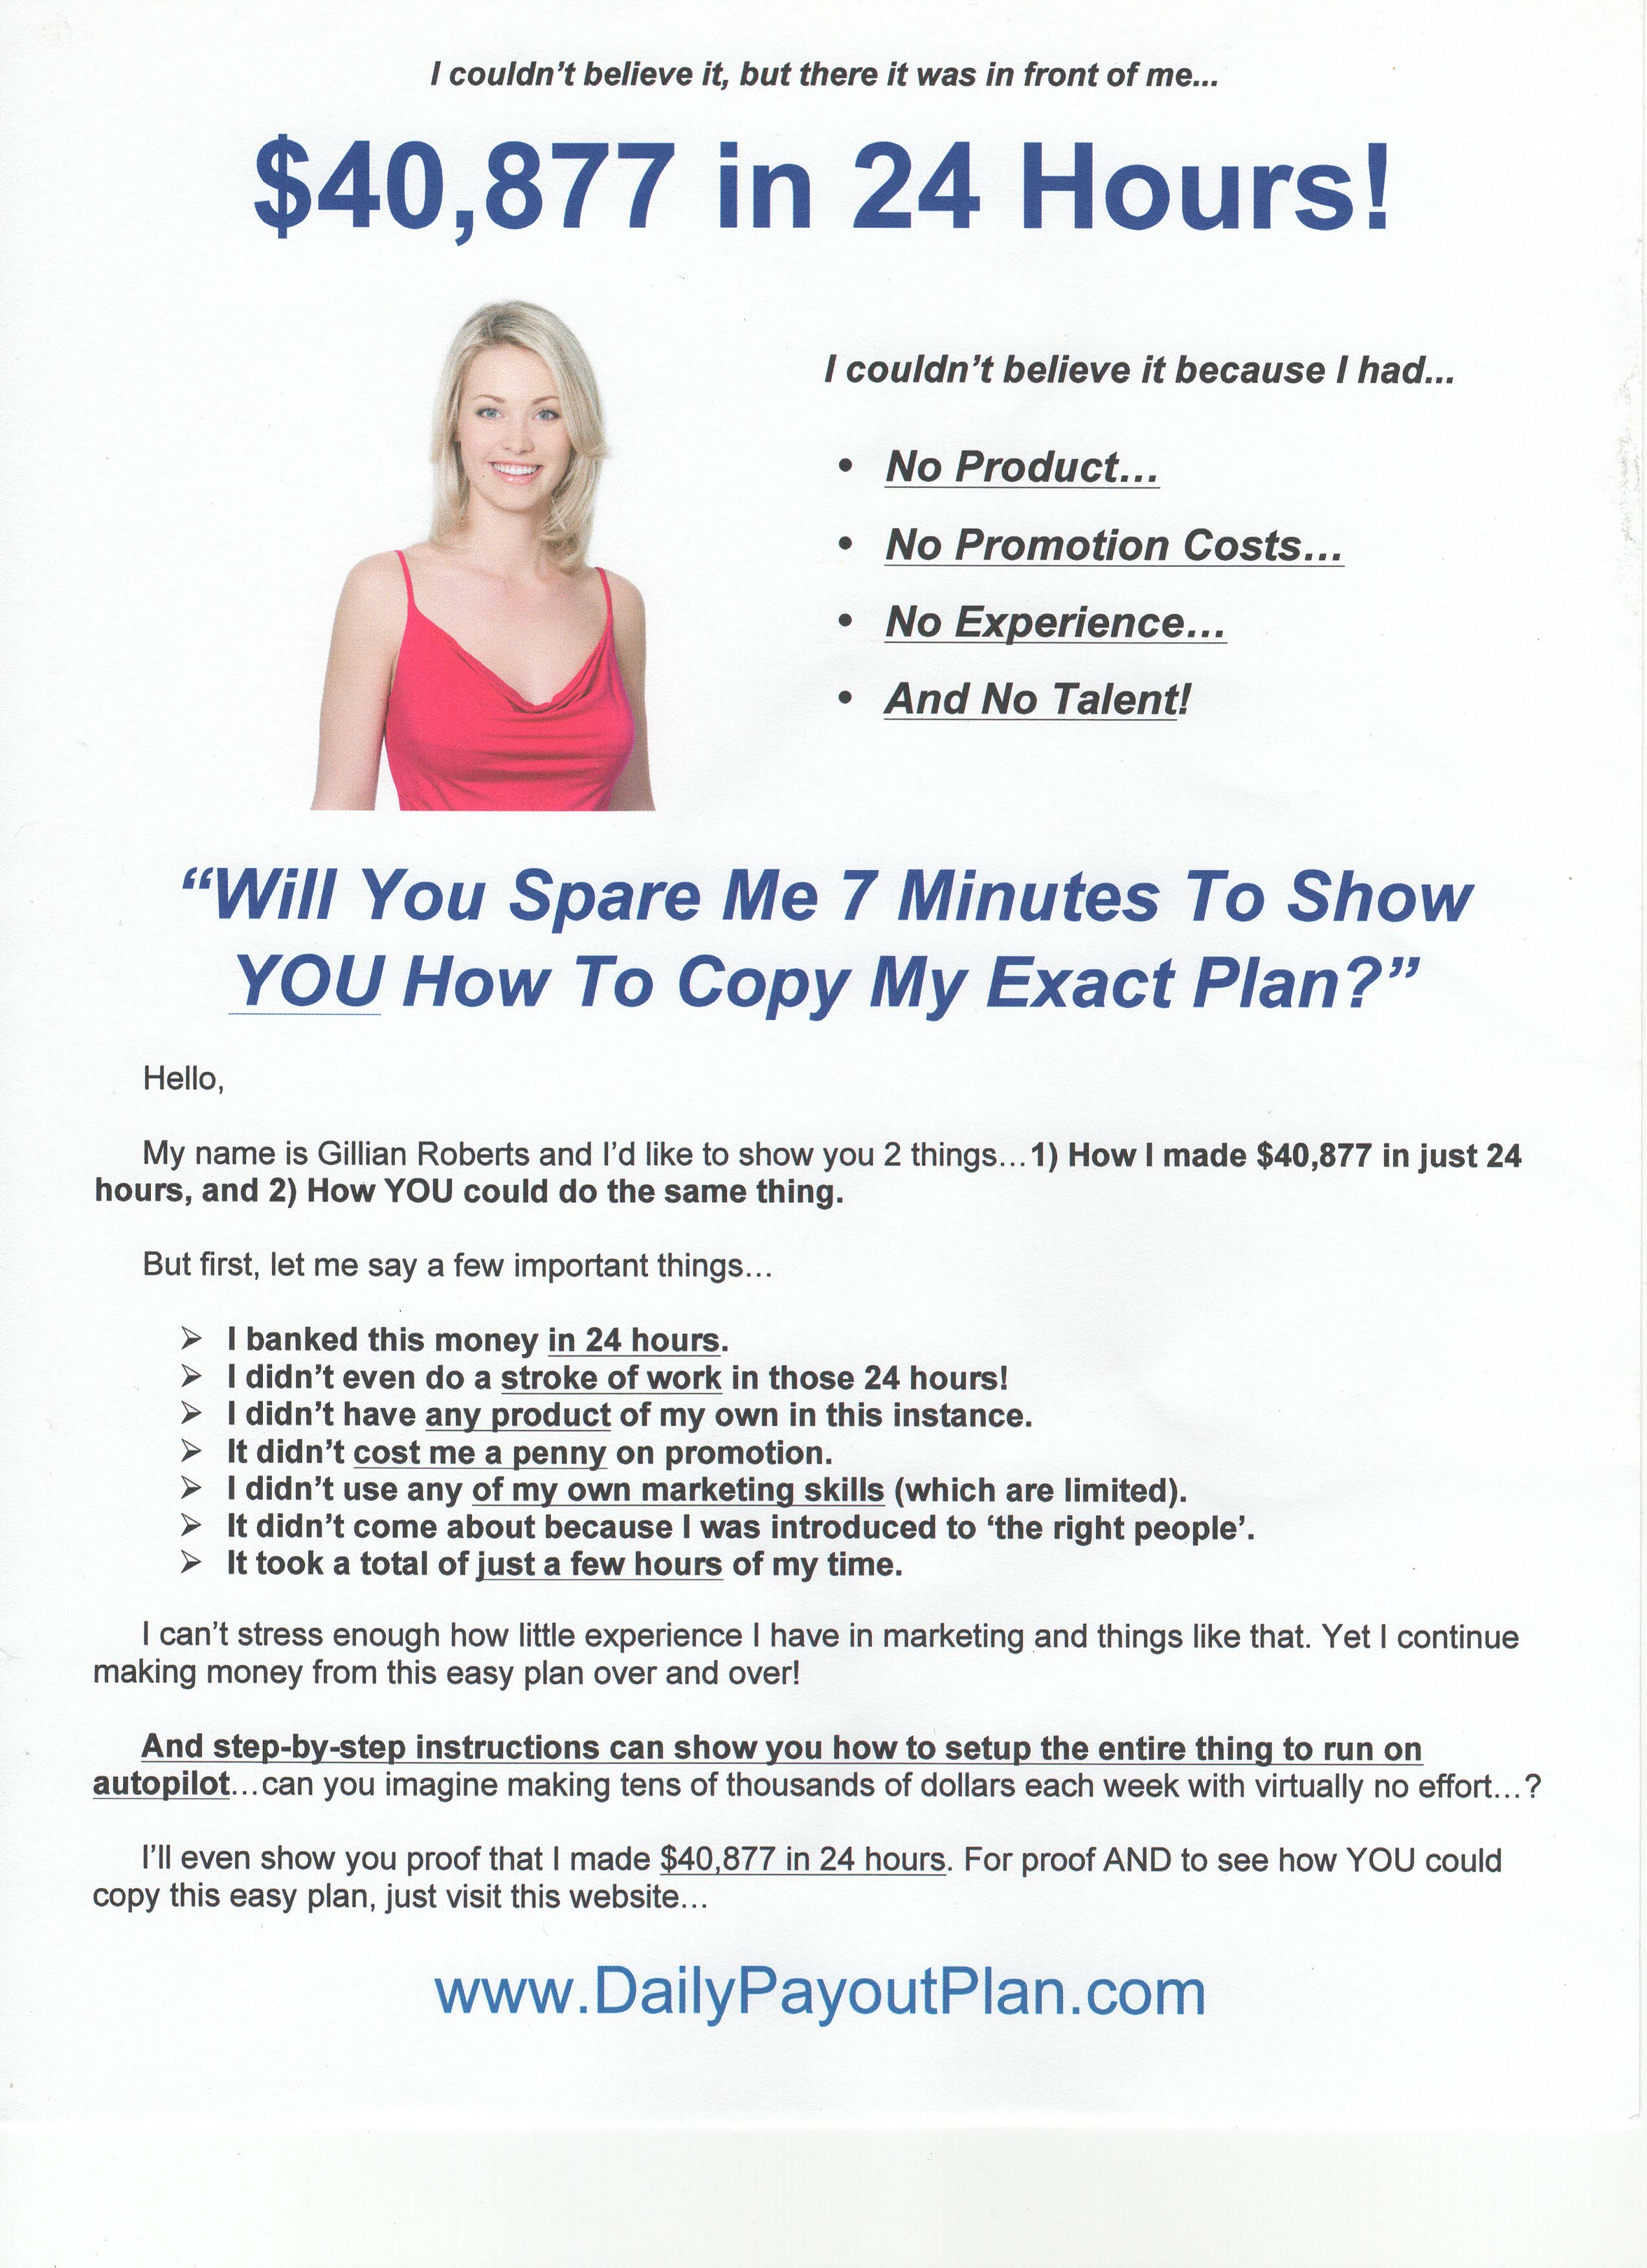 I couldn't believe it, but there it was in front of me...
$40,877 in 24 Hours!
I couldn't believe it because I had...
• No Product...
• No Promotion Costs...
• No Experience...
• And No Talent!
“Will You Spare Me 7 Minutes To Show
YOU How To Copy My Exact Plan?”
Hello,
My name is Gillian Roberts and I'd like to show you 2 things...1) How I made $40,877 in just 24
hours, and 2) How YOU could do the same thing.
But first, let me say a few important things...
➢ I banked this money in 24 hours.
➢ I didn't even do a stroke of work in those 24 hours!
➢ I didn't have any product of my own in this instance.
➢ It didn't cost me a penny on promotion.
➢ I didn't use any of my own marketing skills (which are limited).
➢ It didn't come about because I was introduced to ‘the right people’.
➢ It took a total of just a few hours of my time.
I can't stress enough how little experience I have in marketing and things like that. Yet I continue
making money from this easy plan over and over!
And step-by-step instructions can show you how to setup the entire thing to run on
autopilot...can you imagine making tens of thousands of dollars each week with virtually no effort...?
I'll even show you proof that I made $40,877 in 24 hours. For proof AND to see how YOU could
copy this easy plan, just visit this website...
www.DailyPayoutPlan.com